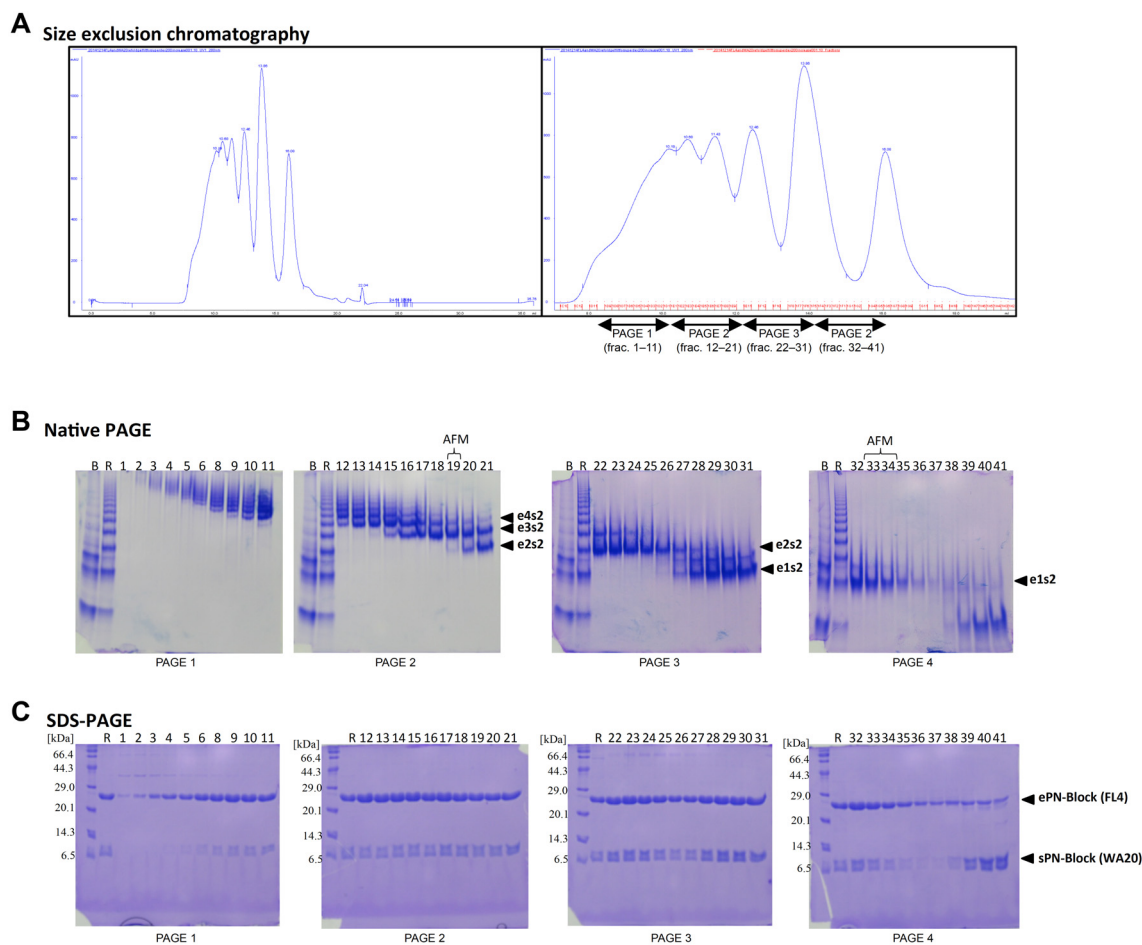 A
Size exclusion chromatography
PAGE 1
(frac. 1–11)
PAGE 2
(frac. 12–21)
PAGE 3
(frac. 22–31)
PAGE 2
(frac. 32–41)
B
Native PAGE
B R 1 2 3 4 5 6 8 9 10 11
PAGE 1
AFM
B R 12 13 14 15 16 17 18 19 20 21
e4s2
e3s2
e2s2
PAGE 2
B R 22 23 24 25 26 27 28 29 30 31
e2s2
e1s2
PAGE 3
AFM
B R 32 33 34 35 36 37 38 39 40 41
e1s2
PAGE 4
C
SDS-PAGE
[kDa] R 1 2 3 4 5 6 8 9 10 11
66.4
44.3
29.0
20.1
14.3
6.5
PAGE 1
[kDa] R 12 13 14 15 16 17 18 19 20 21
66.4
44.3
29.0
20.1
14.3
6.5
PAGE 2
[kDa] R 22 23 24 25 26 27 28 29 30 31
66.4
44.3
29.0
20.1
14.3
6.5
PAGE 3
[kDa] R 32 33 34 35 36 37 38 39 40 41
66.4
44.3
29.0
20.1
14.3
6.5
ePN-Block (FL4)
sPN-Block (WA20)
PAGE 4